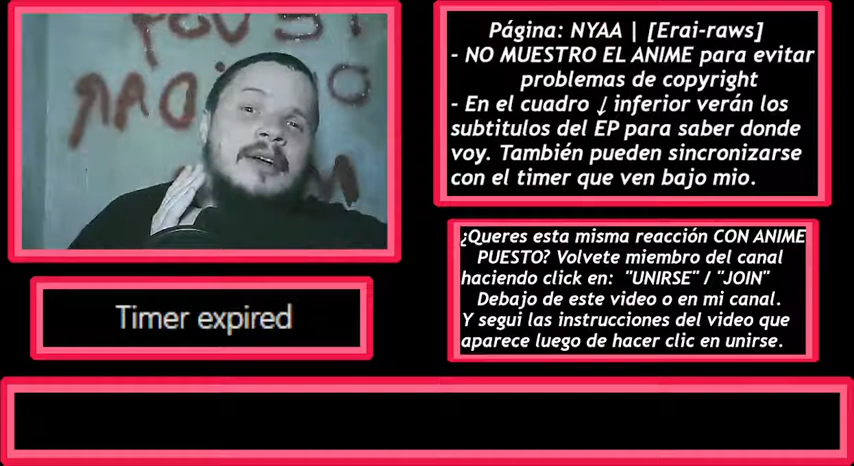 Página: NYAA | [Erai-raws]
- NO MUESTRO EL ANIME para evitar
problemas de copyright
- En el cuadro ↓ inferior verán los
subtitulos del EP para saber donde
voy. También pueden sincronizarse
con el timer que ven bajo mio.
¿Queres esta misma reacción CON ANIME
PUESTO? Volvete miembro del canal
haciendo click en: "UNIRSE" / "JOIN"
Debajo de este video o en mi canal.
Y segui las instrucciones del video que
aparece luego de hacer clic en unirse.
Timer expired